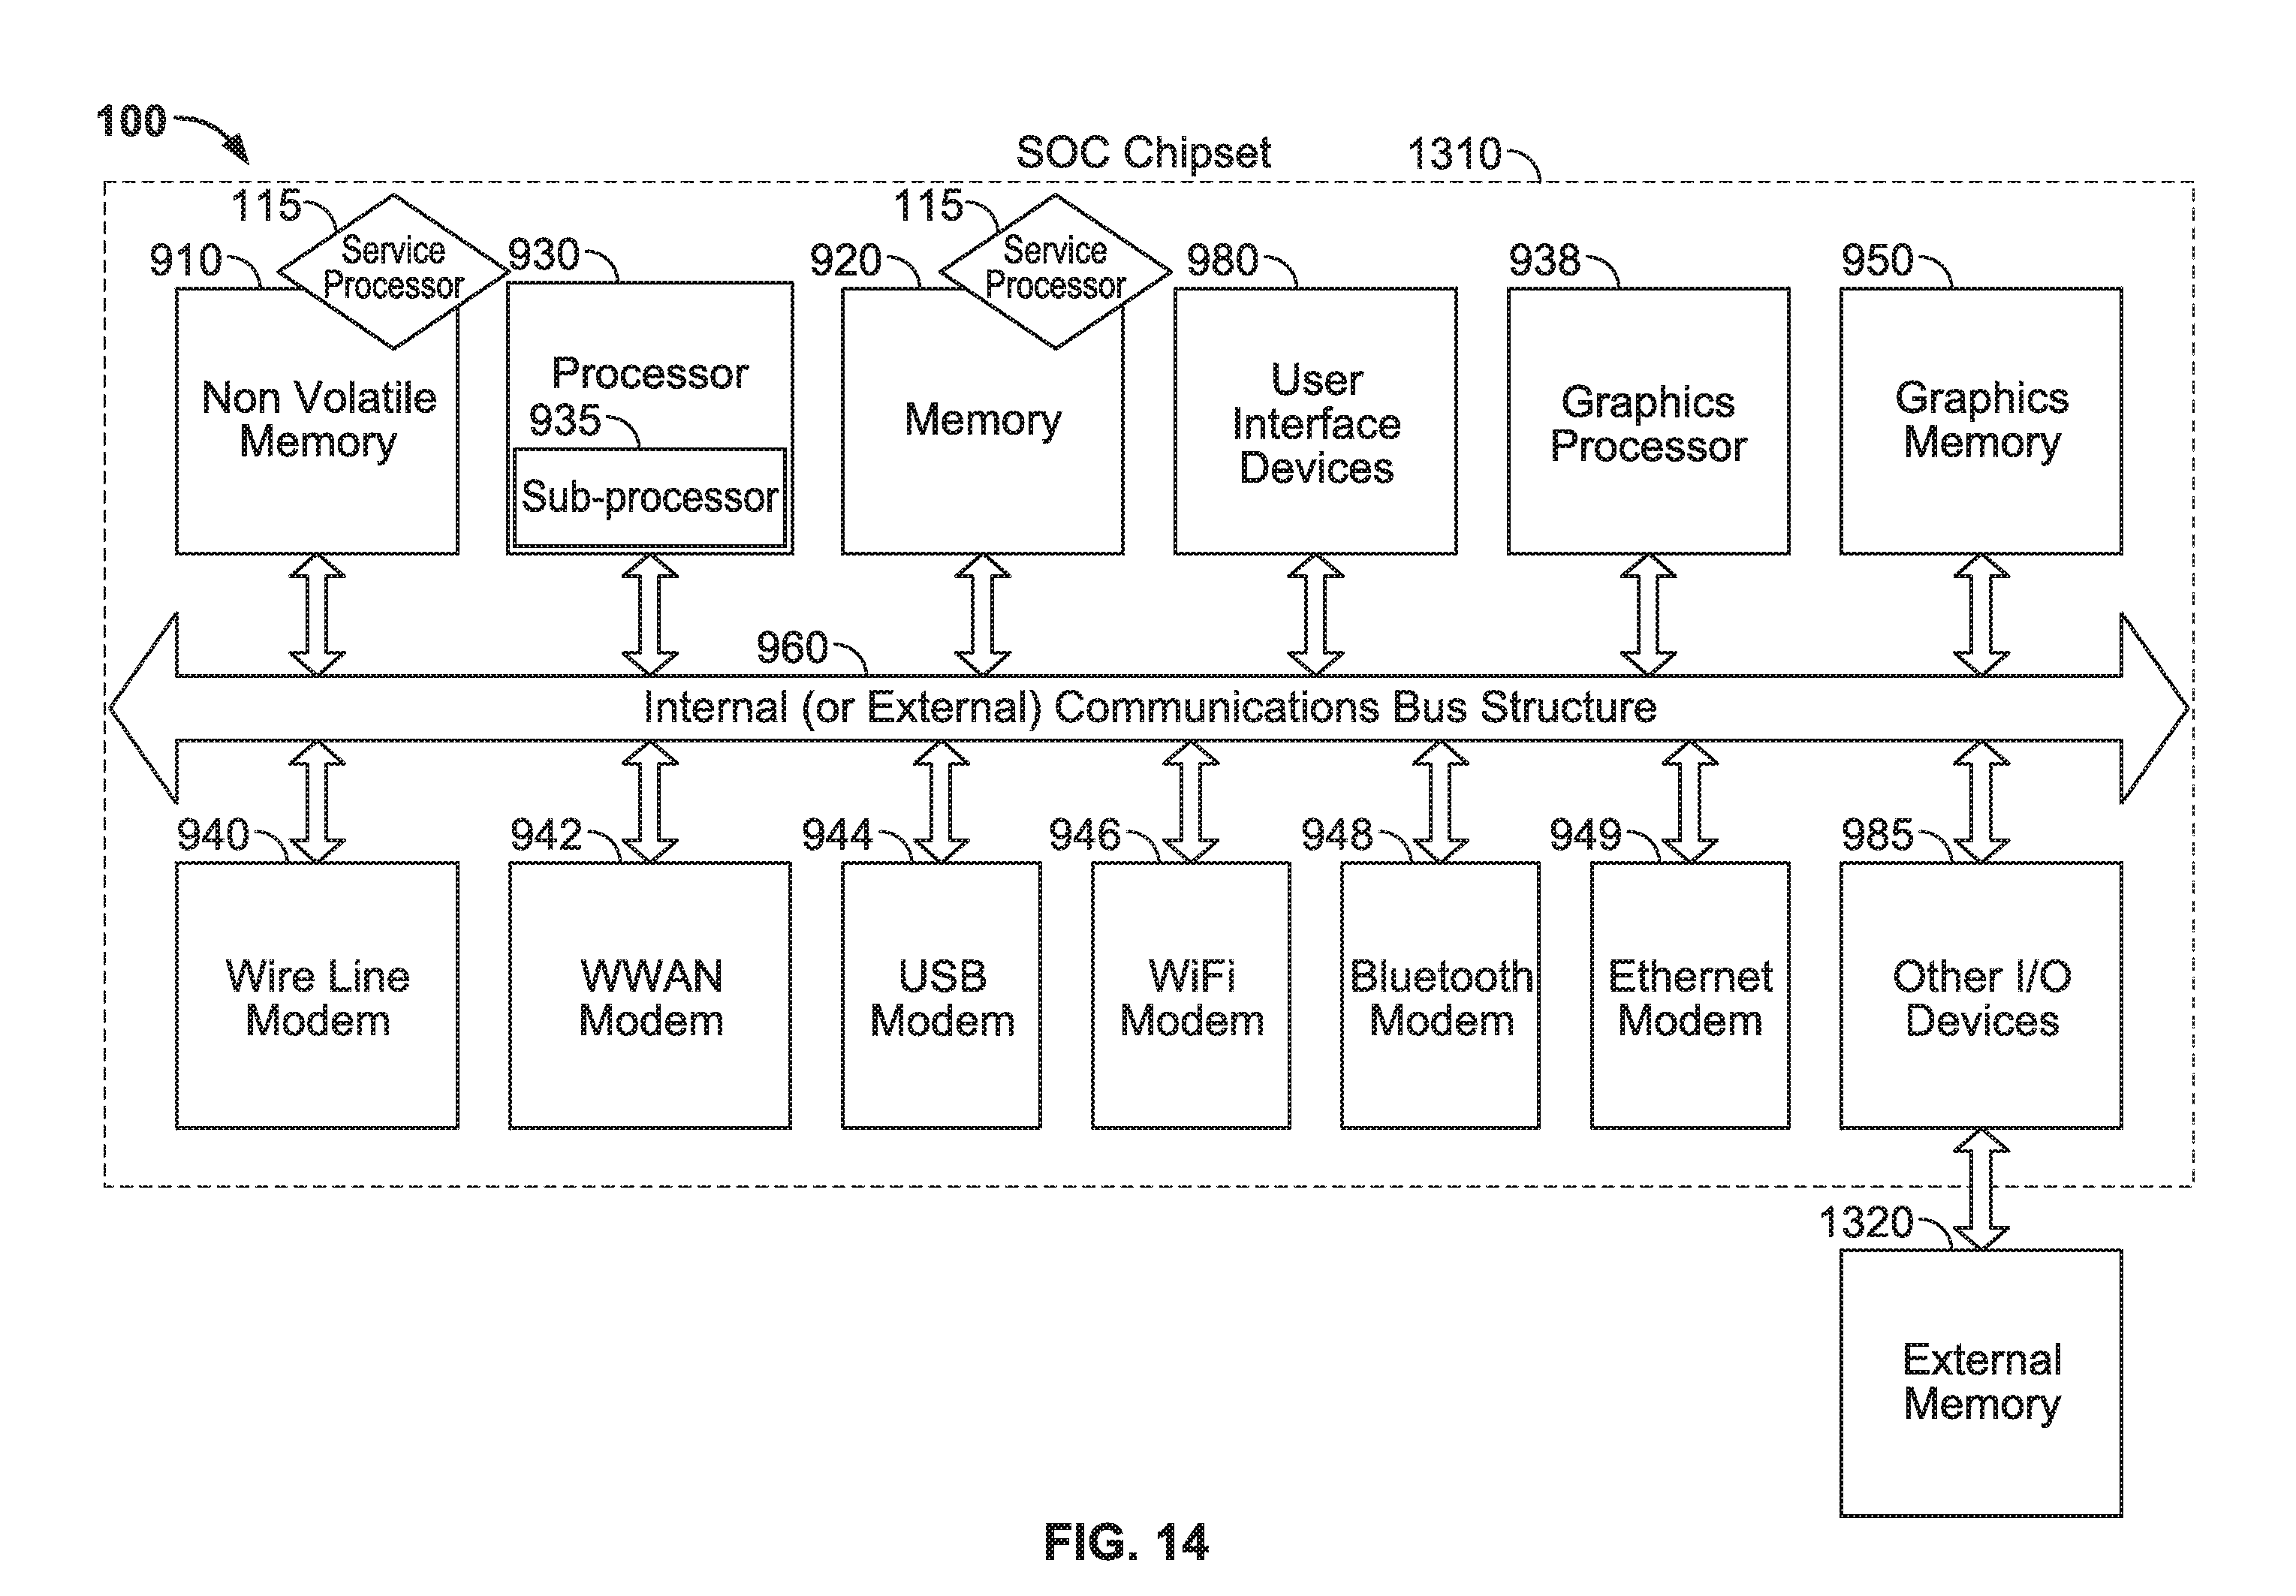 100
SOC Chipset
1310
115
115
910
Service
Processor
930
920
Service
Processor
980
938
950
Non Volatile
Memory
Processor
935
Sub-processor
Memory
User
Interface
Devices
Graphics
Processor
Graphics
Memory
960
Internal (or External) Communications Bus Structure
940
942
944
946
948
949
985
Wire Line
Modem
WWAN
Modem
USB
Modem
WiFi
Modem
Bluetooth
Modem
Ethernet
Modem
Other I/O
Devices
1320
External
Memory
FIG. 14